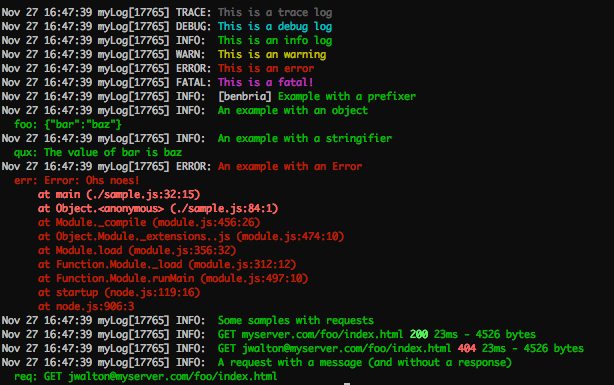 Nov 27 16:47:39 myLog[17765] TRACE: This is a trace log
Nov 27 16:47:39 myLog[17765] DEBUG: This is a debug log
Nov 27 16:47:39 myLog[17765] INFO:  This is an info log
Nov 27 16:47:39 myLog[17765] WARN:  This is an warning
Nov 27 16:47:39 myLog[17765] ERROR: This is an error
Nov 27 16:47:39 myLog[17765] FATAL: This is a fatal!
Nov 27 16:47:39 myLog[17765] INFO:  [benbria] Example with a prefixer
Nov 27 16:47:39 myLog[17765] INFO:  An example with an object
  foo: {"bar":"baz"}
Nov 27 16:47:39 myLog[17765] INFO:  An example with an stringifier
  qux: The value of bar is baz
Nov 27 16:47:39 myLog[17765] ERROR: An example with an Error
  err: Error: Ohs noes!
      at main (./sample.js:32:15)
      at Object.<anonymous> (./sample.js:84:1)
      at Module._compile (module.js:456:26)
      at Object.Module._extensions..js (module.js:474:10)
      at Module.load (module.js:356:32)
      at Function.Module._load (module.js:312:12)
      at Function.Module.runMain (module.js:497:10)
      at startup (node.js:119:16)
      at node.js:906:3
Nov 27 16:47:39 myLog[17765] INFO:  Some samples with requests
Nov 27 16:47:39 myLog[17765] INFO:  GET myserver.com/foo/index.html 200 23ms - 4526 bytes
Nov 27 16:47:39 myLog[17765] INFO:  GET jwalton@myserver.com/foo/index.html 404 23ms - 4526 bytes
Nov 27 16:47:39 myLog[17765] INFO:  A request with a message (and without a response)
  req: GET jwalton@myserver.com/foo/index.html